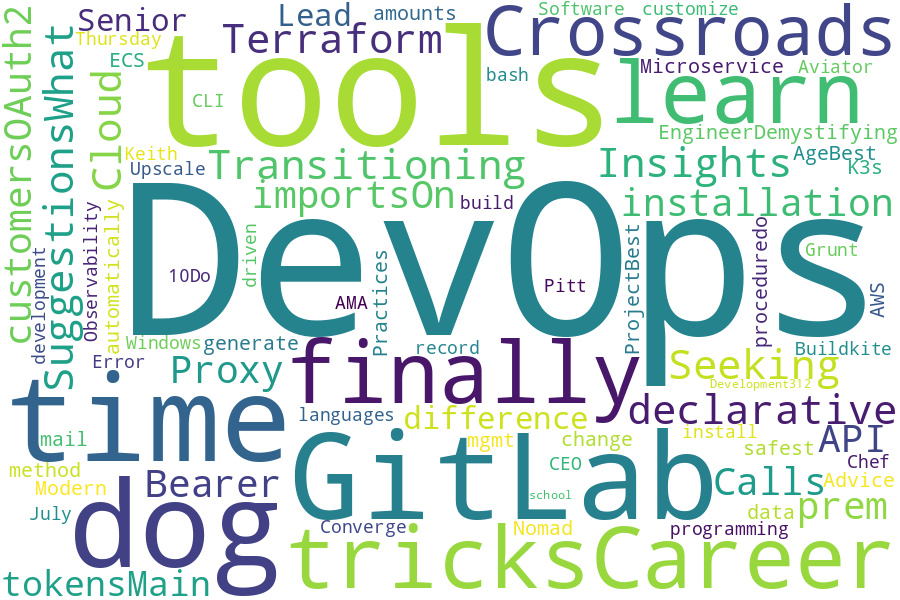 customersOAuth2
SuggestionsWhat
Senior
Thursday
ECS
Lead
amounts
Software
customize
Terraform
Crossroads
tools
learn
bash
Microservice
Aviator
CLI
Cloud
EngineerDemystifying
Keith
Upscale
Transitioning
Insights
AgeBest
K3s
importsOn
build
installation
DevOps
development
Observability
automatically
driven
10Do
AMA
Practices
Pitt
ProjectBest
proceduredo
Grunt
AWS
Windows
generate
record
Buildkite
Error
Proxy
finally
Seeking
Development312
time
languages
difference
declarative
mail
mgmt
change
install
safest
API
method
Modern
Bearer
GitLab
CEO
Calls
Chef
Advice
dog
school
data
prem
July
Converge
Nomad
programming
tokensMain
tricksCareer